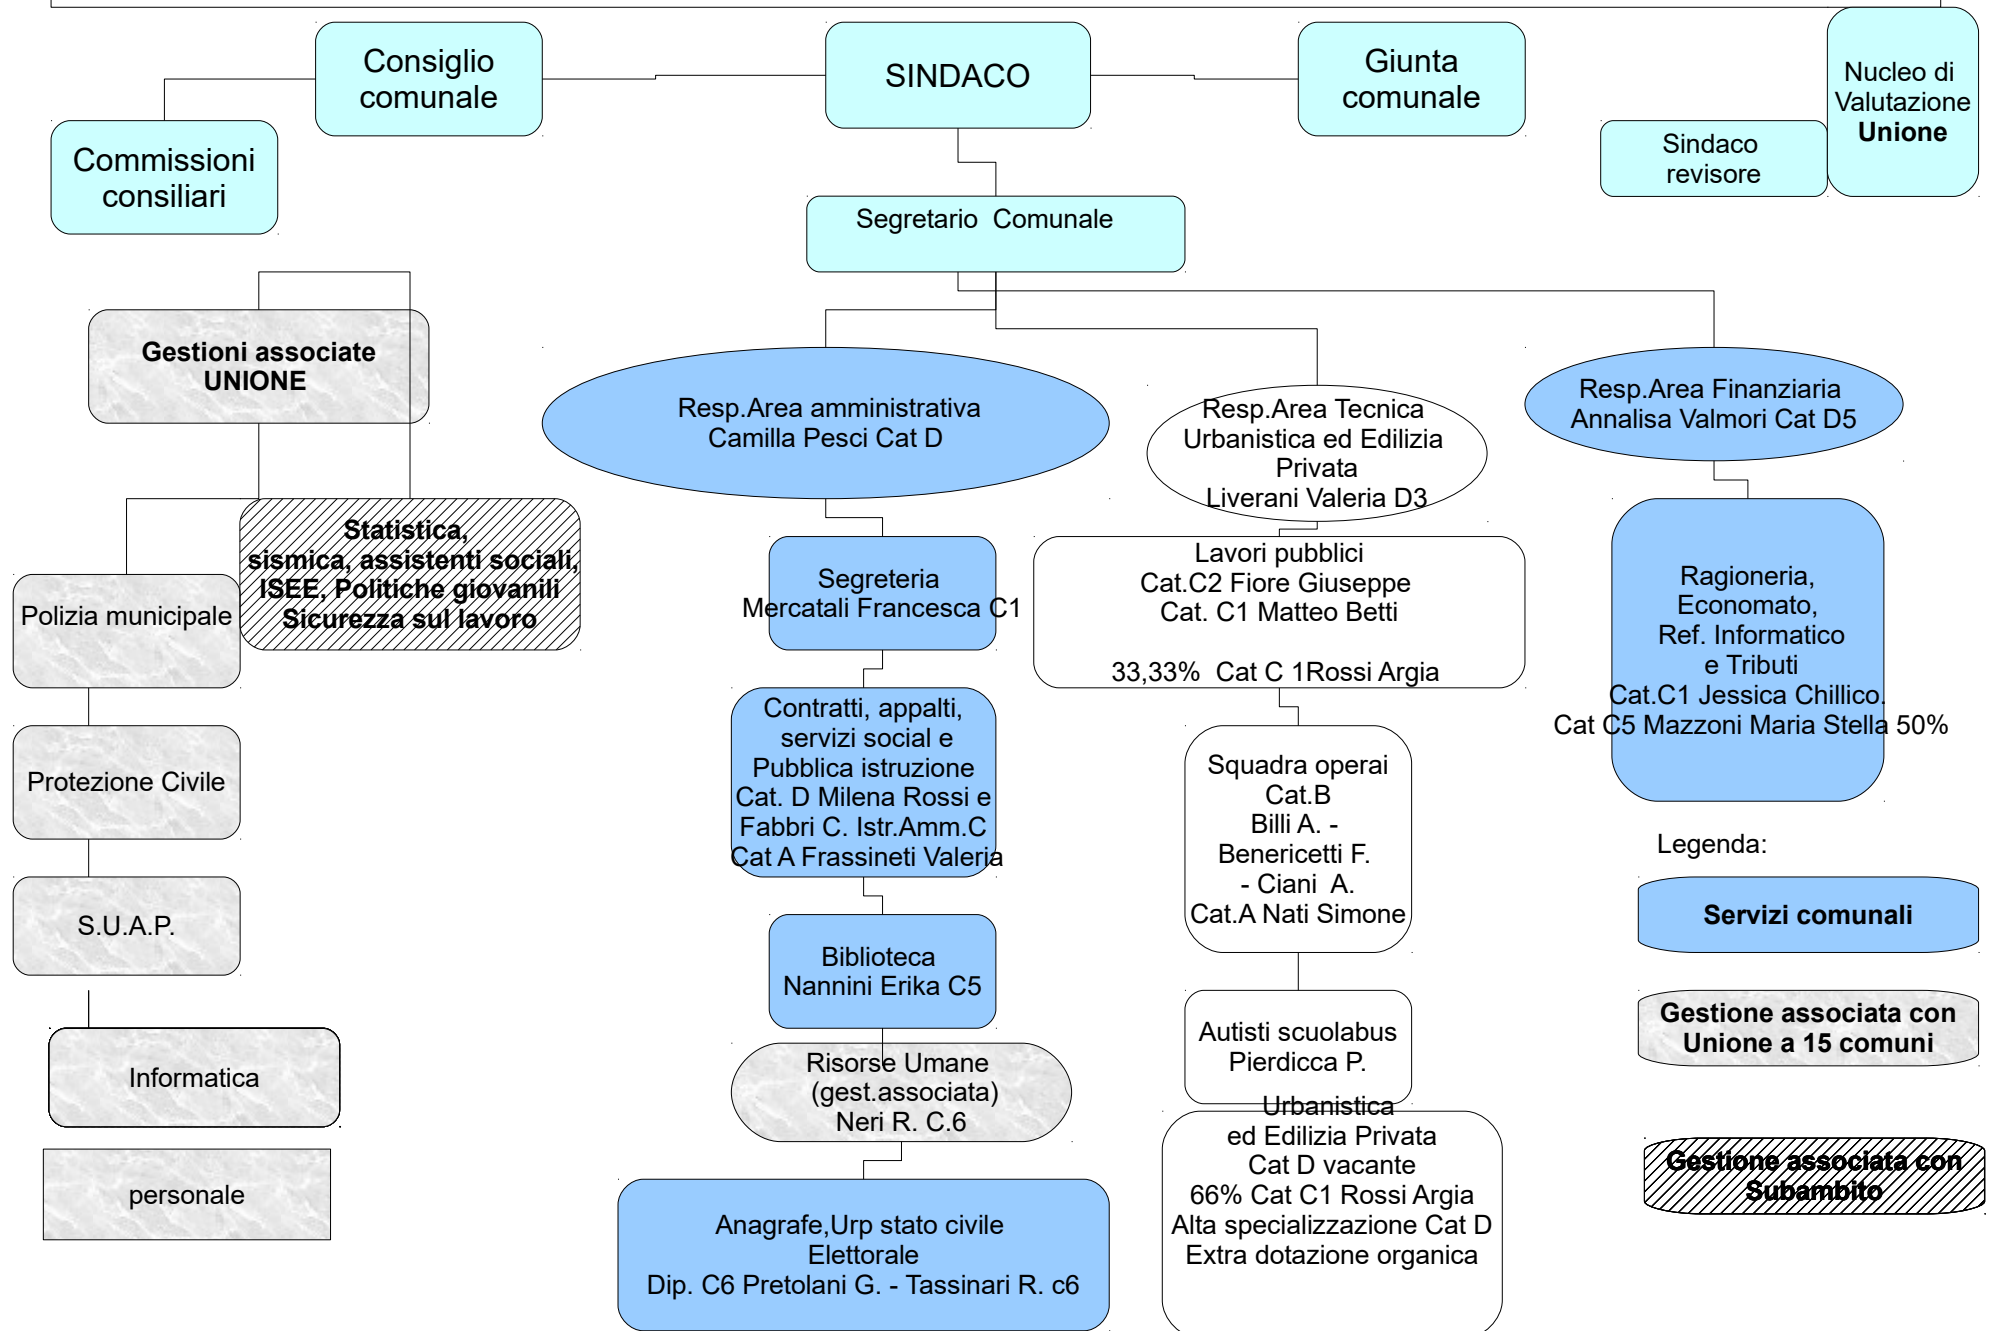 Consiglio
comunale
SINDACO
Giunta
comunale
Nucleo di
Valutazione
Unione
Sindaco
revisore
Commissioni
consiliari
Segretario  Comunale
Gestioni associate
UNIONE
Statistica,
sismica, assistenti sociali,
ISEE, Politiche giovanili
Sicurezza sul lavoro
Polizia municipale
Protezione Civile
S.U.A.P.
Informatica
personale
Resp.Area amministrativa
Camilla Pesci Cat D
Segreteria
Mercatali Francesca C1
Contratti, appalti,
servizi social e
Pubblica istruzione
Cat. D Milena Rossi e
Fabbri C. Istr.Amm.C
Cat A Frassineti Valeria
Biblioteca
Nannini Erika C5
Risorse Umane
(gest.associata)
Neri R. C.6
Anagrafe,Urp stato civile
Elettorale
Dip. C6 Pretolani G. - Tassinari R. c6
Resp.Area Tecnica
Urbanistica ed Edilizia
Privata
Liverani Valeria D3
Lavori pubblici
Cat.C2 Fiore Giuseppe
Cat. C1 Matteo Betti
33,33%  Cat C 1Rossi Argia
Squadra operai
Cat.B
Billi A. -
Benericetti F.
- Ciani  A.
Cat.A Nati Simone
Autisti scuolabus
Pierdicca P.
Urbanistica
ed Edilizia Privata
Cat D vacante
66% Cat C1 Rossi Argia
Alta specializzazione Cat D
Extra dotazione organica
Resp.Area Finanziaria
Annalisa Valmori Cat D5
Ragioneria,
Economato,
Ref. Informatico
e Tributi
Cat.C1 Jessica Chillico.
Cat C5 Mazzoni Maria Stella 50%
Legenda:
Servizi comunali
Gestione associata con
Unione a 15 comuni
Gestione associata con
Subambito